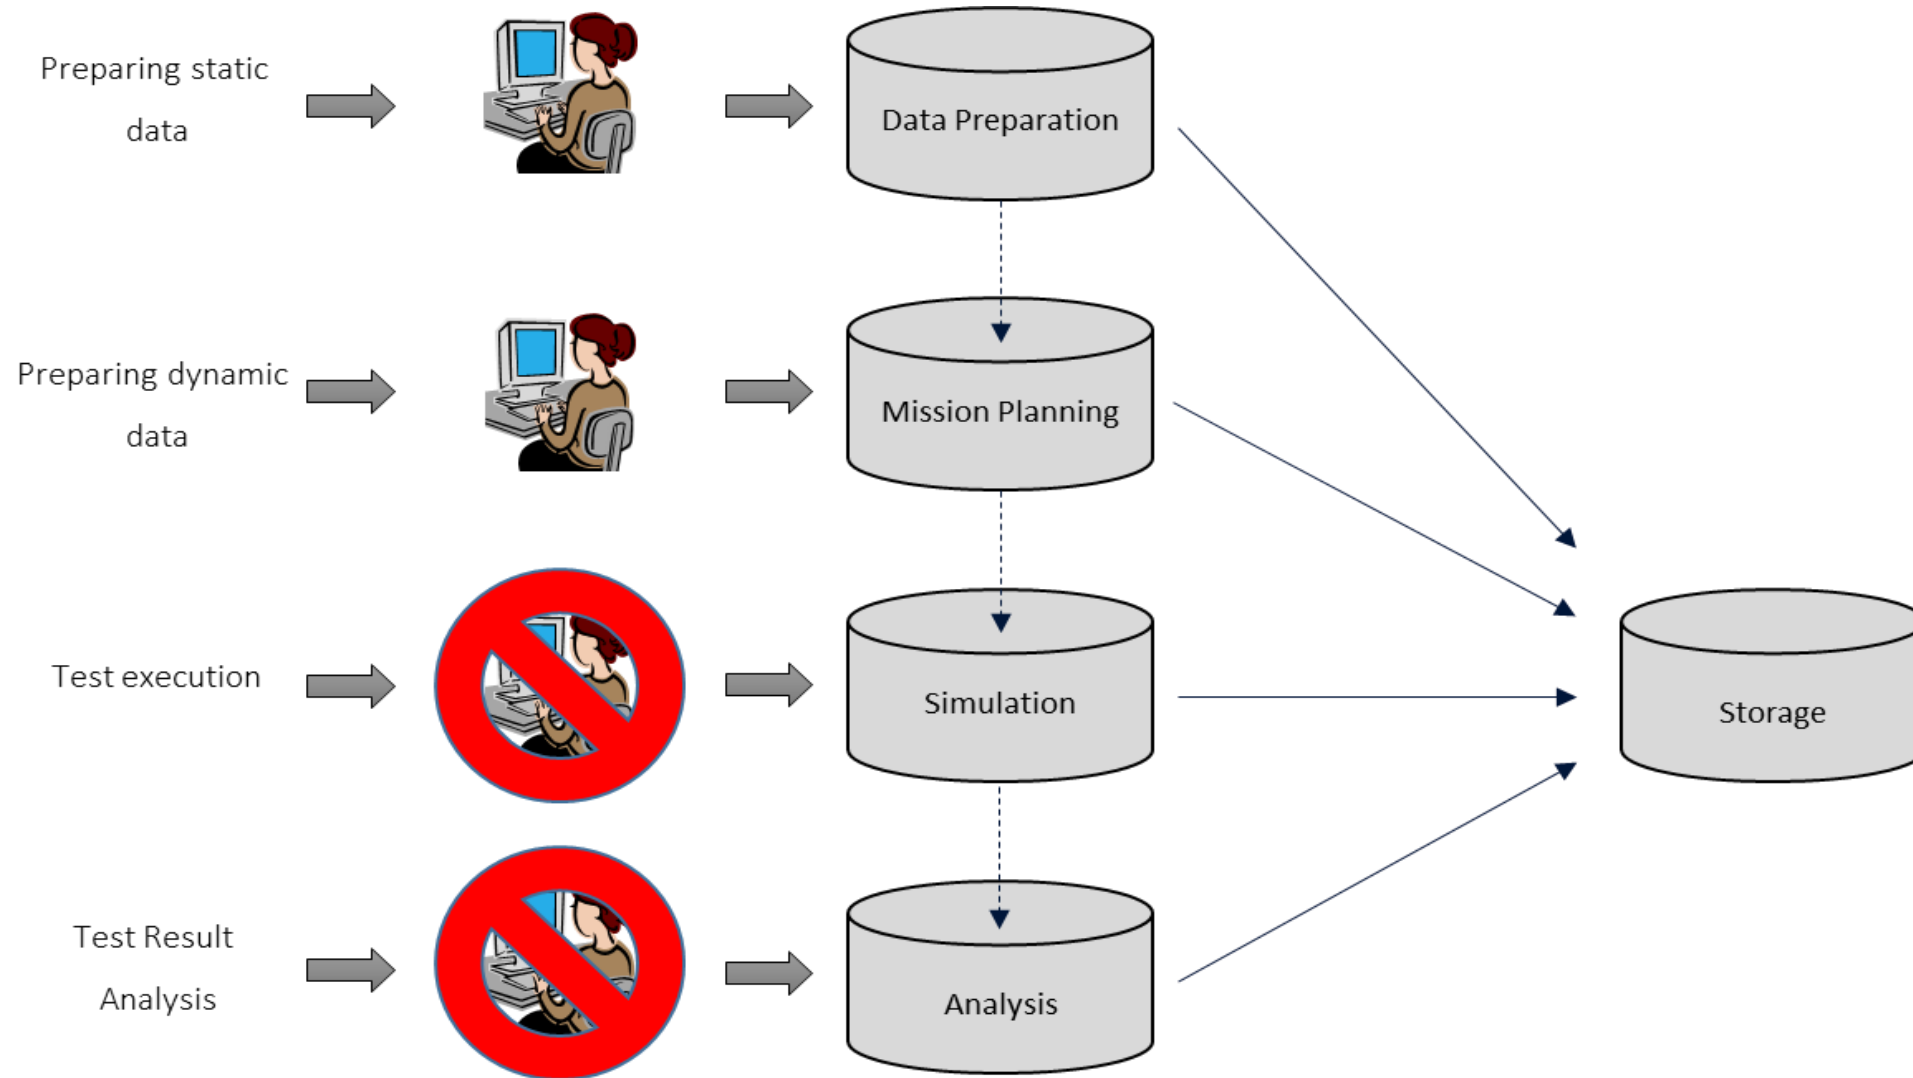 Preparing static
data
Data Preparation
Preparing dynamic
data
Mission Planning
Test execution
Simulation
Storage
Test Result
Analysis
Analysis